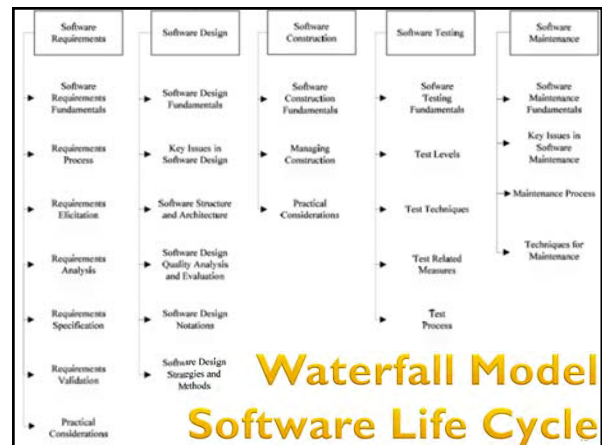 Software
Requirements
Software
Requirements
Fundamentals
Requirements
Process
Requirements
Elicitation
Requirements
Analysis
Requirements
Specification
Requirements
Validation
Practical
Considerations
Software Design
Software Design
Fundamentals
Key Issues in
Software Design
Software Structure
and Architecture
Software Design
Quality Analysis
and Evaluation
Software Design
Notations
Software Design
Strategies and
Methods
Software
Construction
Software
Construction
Fundamentals
Managing
Construction
Practical
Considerations
Software Testing
Software
Testing
Fundamentals
Test Levels
Test Techniques
Test Related
Measures
Test
Process
Software
Maintenance
Software
Maintenance
Fundamentals
Key Issues in
Software
Maintenance
Maintenance Process
Techniques for
Maintenance
Waterfall Model
Software Life Cycle